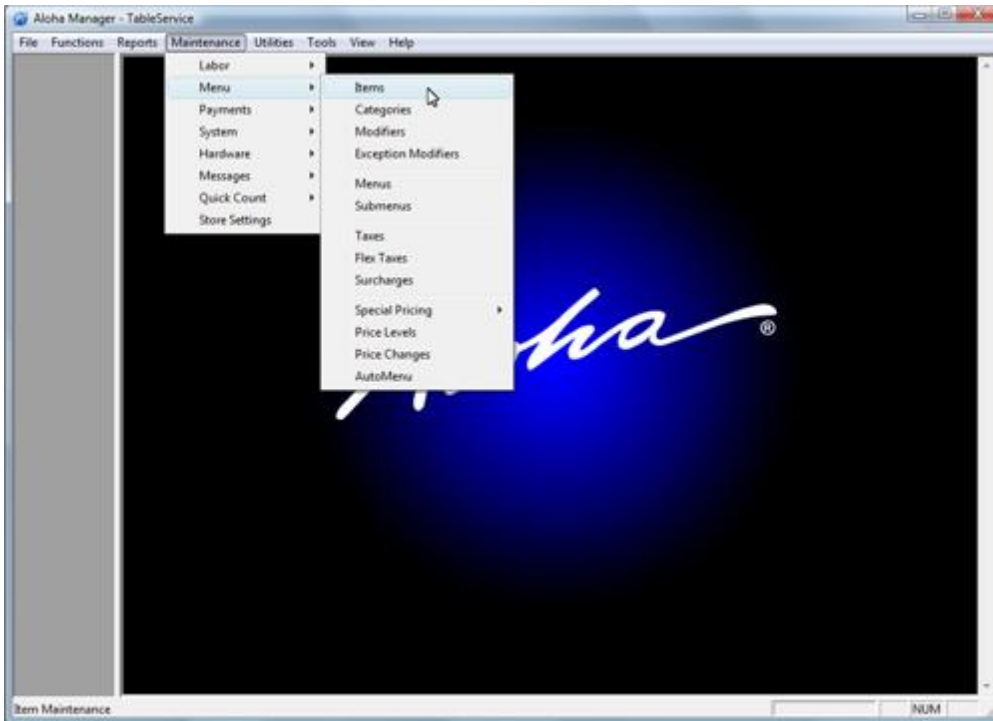 Aloha Manager - TableService
File Functions Reports Maintenance Utilities Tools View Help
Labor
Menu
Payments
System
Hardware
Messages
Quick Count
Store Settings
Items
Categories
Modifiers
Exception Modifiers
Menus
Submenus
Taxes
Flex Taxes
Surcharges
Special Pricing
Price Levels
Price Changes
AutoMenu
®
Item Maintenance
NUM